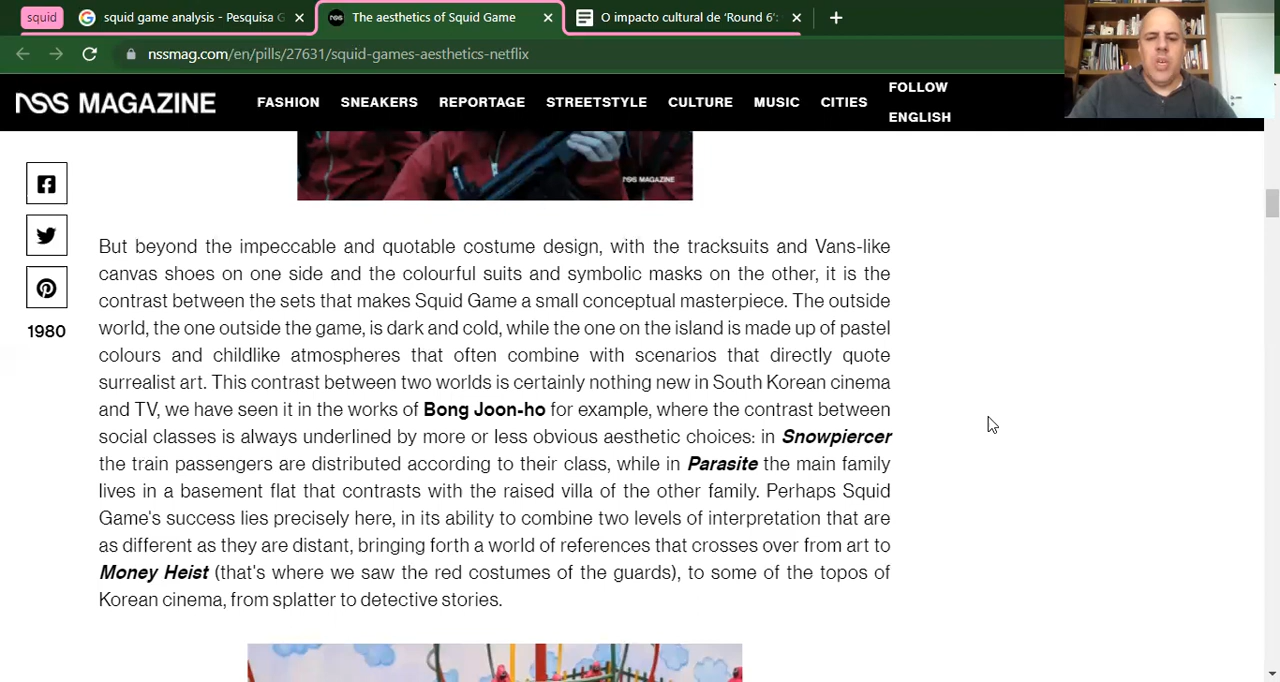 squid
squid game analysis - Pesquisa G
The aesthetics of Squid Game
O impacto cultural de ‘Round 6’:
nssmag.com/en/pills/27631/squid-games-aesthetics-netflix
nss MAGAZINE
FASHION SNEAKERS REPORTAGE STREETSTYLE CULTURE MUSIC CITIES
FOLLOW
ENGLISH
nss MAGAZINE
1980
But beyond the impeccable and quotable costume design, with the tracksuits and Vans-like
canvas shoes on one side and the colourful suits and symbolic masks on the other, it is the
contrast between the sets that makes Squid Game a small conceptual masterpiece. The outside
world, the one outside the game, is dark and cold, while the one on the island is made up of pastel
colours and childlike atmospheres that often combine with scenarios that directly quote
surrealist art. This contrast between two worlds is certainly nothing new in South Korean cinema
and TV, we have seen it in the works of Bong Joon-ho for example, where the contrast between
social classes is always underlined by more or less obvious aesthetic choices: in Snowpiercer
the train passengers are distributed according to their class, while in Parasite the main family
lives in a basement flat that contrasts with the raised villa of the other family. Perhaps Squid
Game's success lies precisely here, in its ability to combine two levels of interpretation that are
as different as they are distant, bringing forth a world of references that crosses over from art to
Money Heist (that's where we saw the red costumes of the guards), to some of the topos of
Korean cinema, from splatter to detective stories.